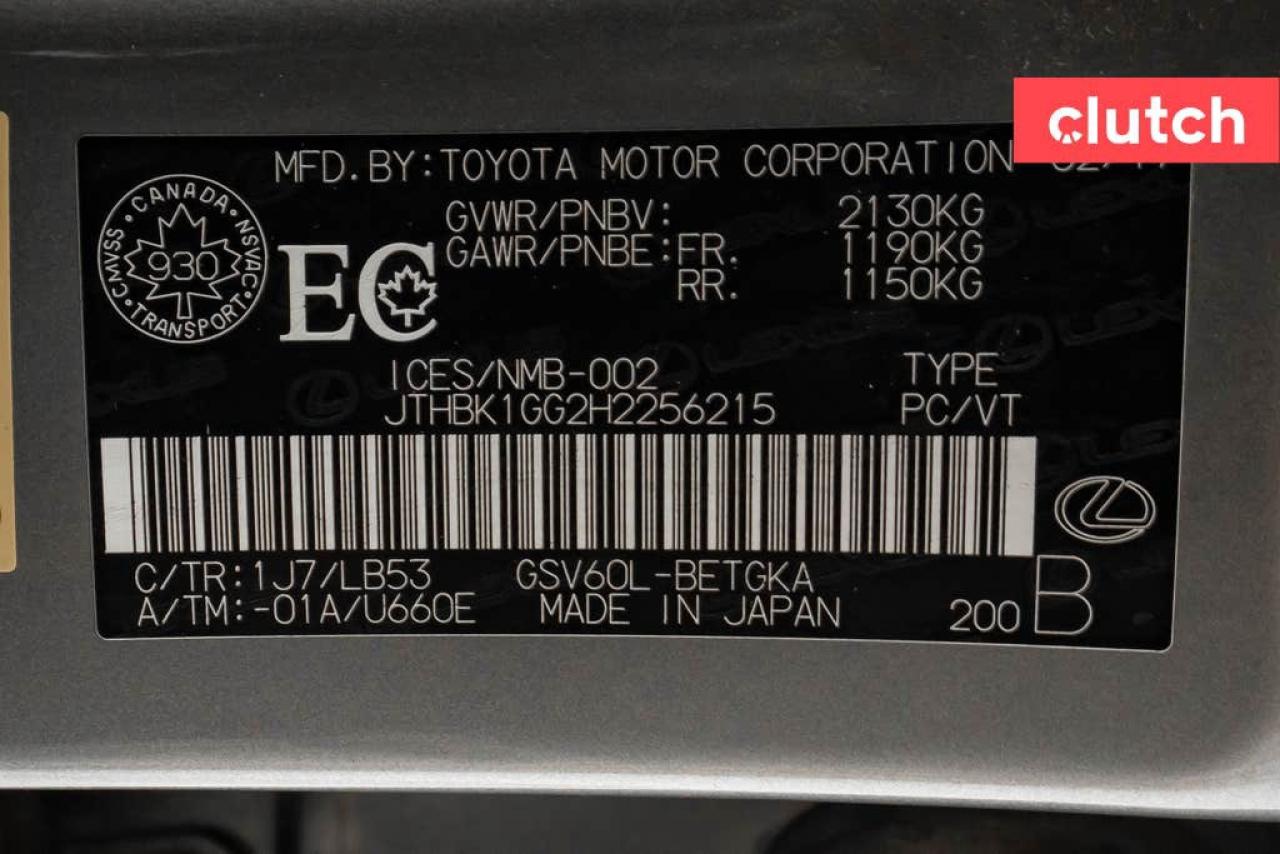 clutch
MFD. BY: TOYOTA MOTOR CORPORATION
GVWR/PNBV: 2130KG
GAWR/PNBE: FR. 1190KG
RR. 1150KG
CANADA
CMVSS · NSVAC
930
TRANSPORT
EC
ICES/NMB-002 TYPE
JTHBK1GG2H2256215 PC/VT
C/TR: 1J7/LB53 GSV60L-BETGKA
A/TM: -01A/U660E MADE IN JAPAN 200 B